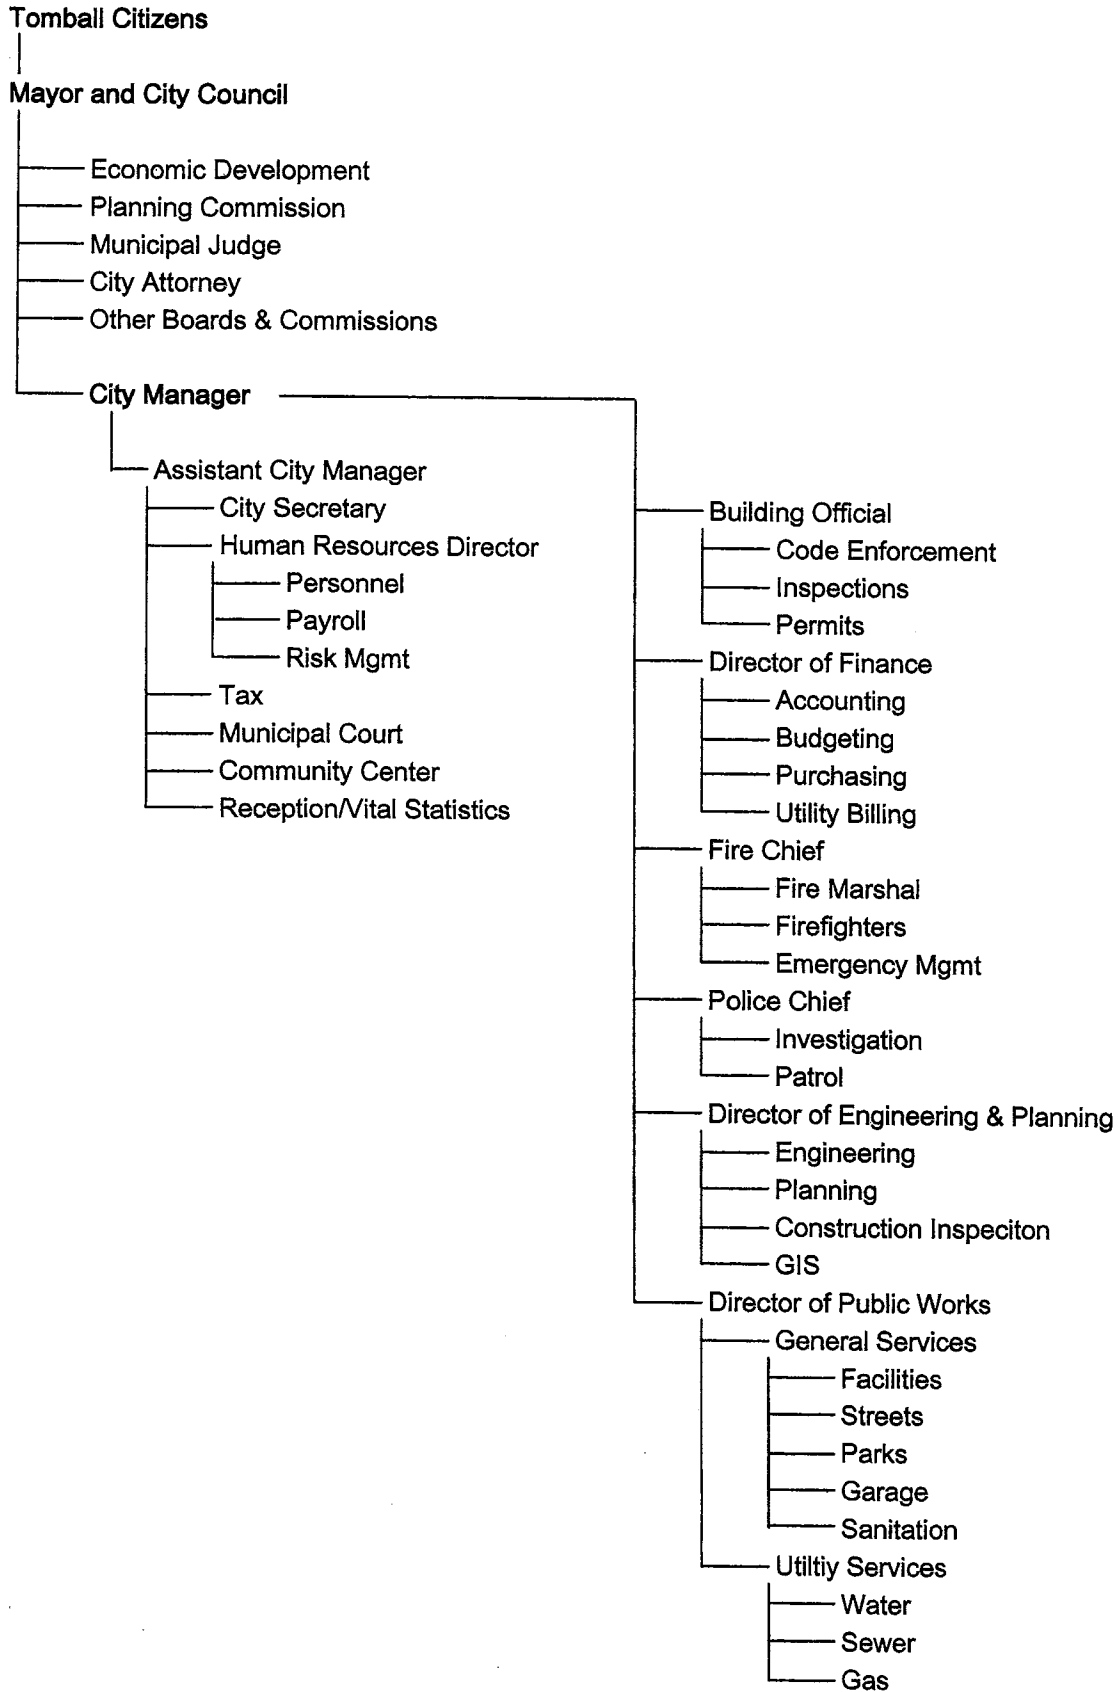 Tomball Citizens
Mayor and City Council
Economic Development
Planning Commission
Municipal Judge
City Attorney
Other Boards & Commissions
City Manager
Assistant City Manager
City Secretary
Human Resources Director
Personnel
Payroll
Risk Mgmt
Tax
Municipal Court
Community Center
Reception/Vital Statistics
Building Official
Code Enforcement
Inspections
Permits
Director of Finance
Accounting
Budgeting
Purchasing
Utility Billing
Fire Chief
Fire Marshal
Firefighters
Emergency Mgmt
Police Chief
Investigation
Patrol
Director of Engineering & Planning
Engineering
Planning
Construction Inspeciton
GIS
Director of Public Works
General Services
Facilities
Streets
Parks
Garage
Sanitation
Utiltiy Services
Water
Sewer
Gas